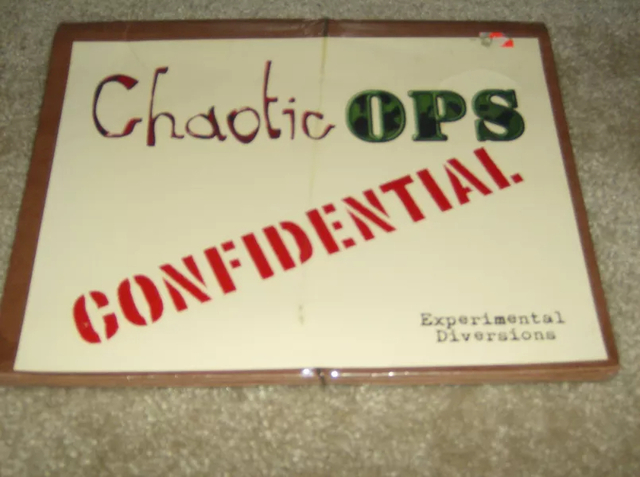 Chaotic OPS
CONFIDENTIAL
Experimental
Diversions